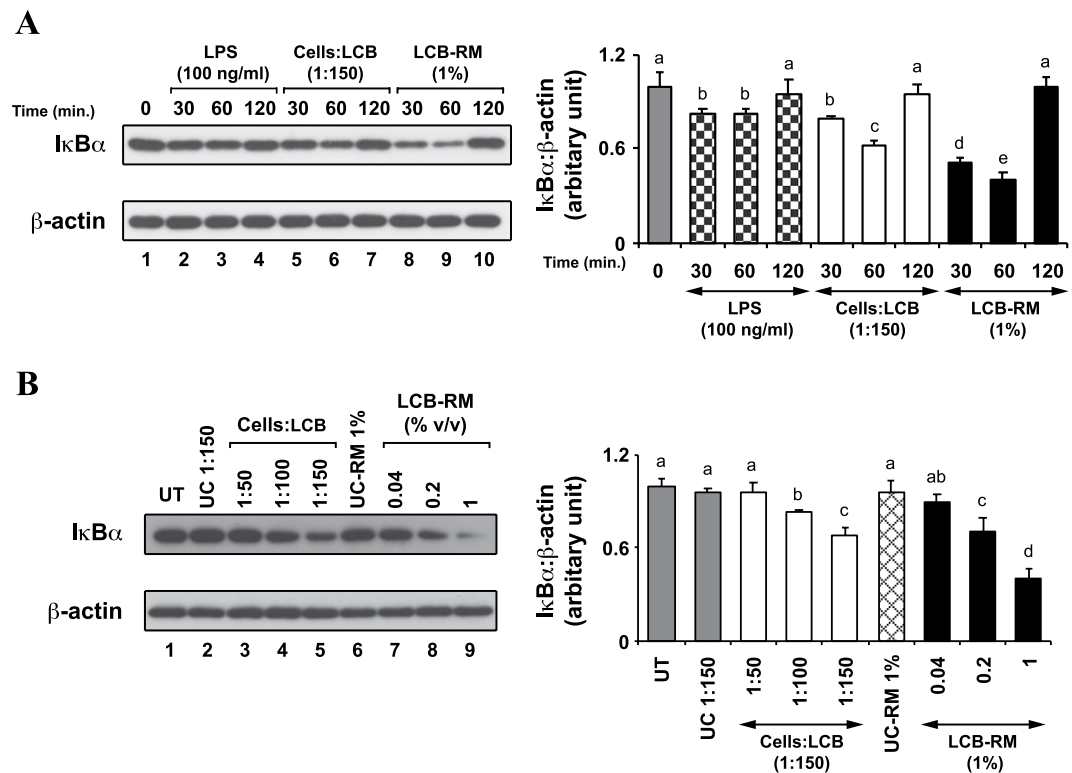 A
LPS Cells:LCB LCB-RM
(100 ng/ml) (1:150) (1%)
Time (min.) 0 30 60 120 30 60 120 30 60 120
IκBα
β-actin
1 2 3 4 5 6 7 8 9 10
IκBα:β-actin
(arbitary unit)
1.2
0.6
0
a b b a b c a d e a
Time (min.) 0 30 60 120 30 60 120 30 60 120
LPS Cells:LCB LCB-RM
(100 ng/ml) (1:150) (1%)
B
LCB-RM
(% v/v)
Cells:LCB
UT UC 1:150 1:50 1:100 1:150 UC-RM 1% 0.04 0.2 1
IκBα
β-actin
1 2 3 4 5 6 7 8 9
IκBα:β-actin
(arbitary unit)
1.2
0.6
0
a a a b c a ab c d
UT UC 1:150 1:50 1:100 1:150 UC-RM 1% 0.04 0.2 1
Cells:LCB LCB-RM
(1:150) (1%)